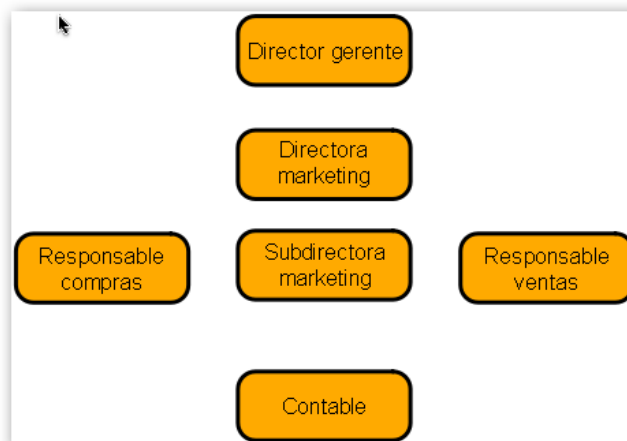 Director gerente
Directora
marketing
Responsable
compras
Subdirectora
marketing
Responsable
ventas
Contable